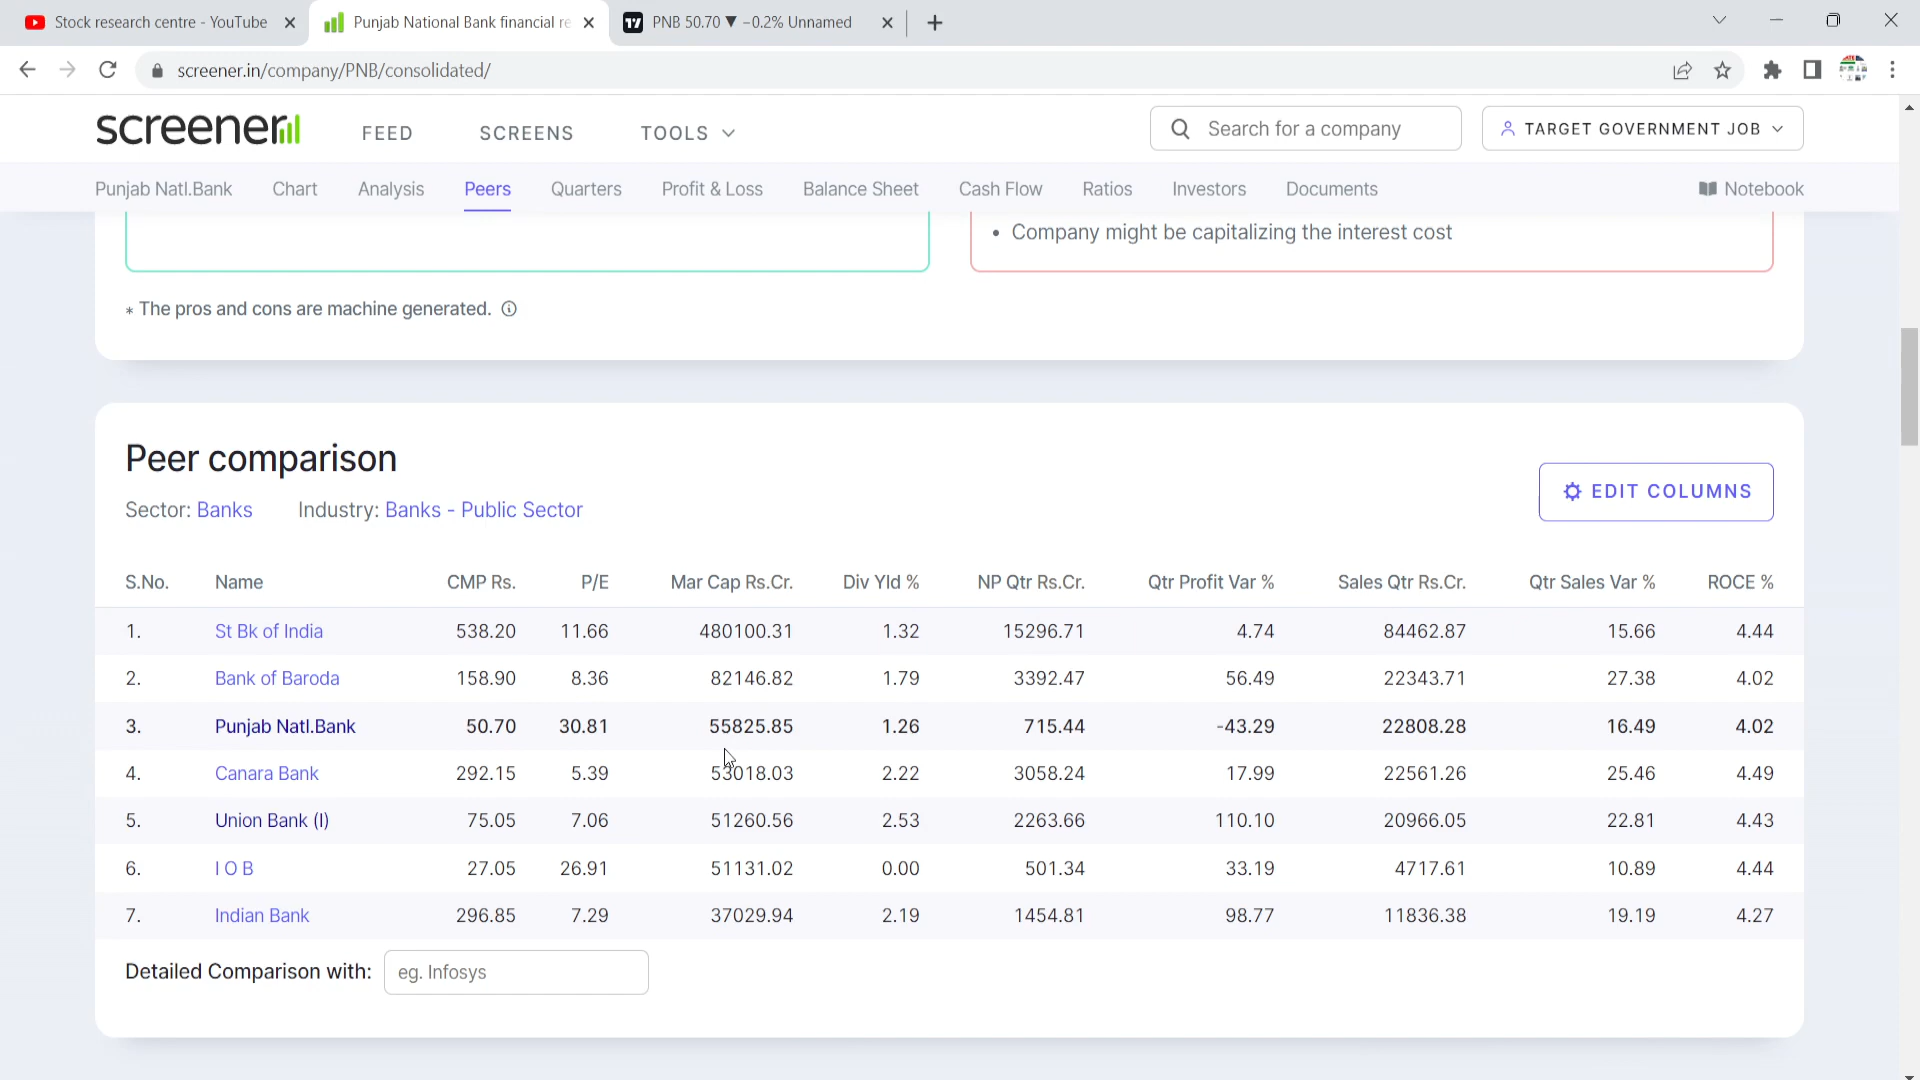 Stock research centre - YouTube
Punjab National Bank financial re
PNB 50.70 ▼ −0.2% Unnamed
screener.in/company/PNB/consolidated/
screener
FEED
SCREENS
TOOLS
Search for a company
TARGET GOVERNMENT JOB
Punjab Natl.Bank Chart Analysis Peers Quarters Profit & Loss Balance Sheet Cash Flow Ratios Investors Documents Notebook
• Company might be capitalizing the interest cost
* The pros and cons are machine generated.
Peer comparison
Sector: Banks Industry: Banks - Public Sector
EDIT COLUMNS
S.No. Name CMP Rs. P/E Mar Cap Rs.Cr. Div Yld % NP Qtr Rs.Cr. Qtr Profit Var % Sales Qtr Rs.Cr. Qtr Sales Var % ROCE %
1. St Bk of India 538.20 11.66 480100.31 1.32 15296.71 4.74 84462.87 15.66 4.44
2. Bank of Baroda 158.90 8.36 82146.82 1.79 3392.47 56.49 22343.71 27.38 4.02
3. Punjab Natl.Bank 50.70 30.81 55825.85 1.26 715.44 -43.29 22808.28 16.49 4.02
4. Canara Bank 292.15 5.39 53018.03 2.22 3058.24 17.99 22561.26 25.46 4.49
5. Union Bank (I) 75.05 7.06 51260.56 2.53 2263.66 110.10 20966.05 22.81 4.43
6. I O B 27.05 26.91 51131.02 0.00 501.34 33.19 4717.61 10.89 4.44
7. Indian Bank 296.85 7.29 37029.94 2.19 1454.81 98.77 11836.38 19.19 4.27
Detailed Comparison with: eg. Infosys